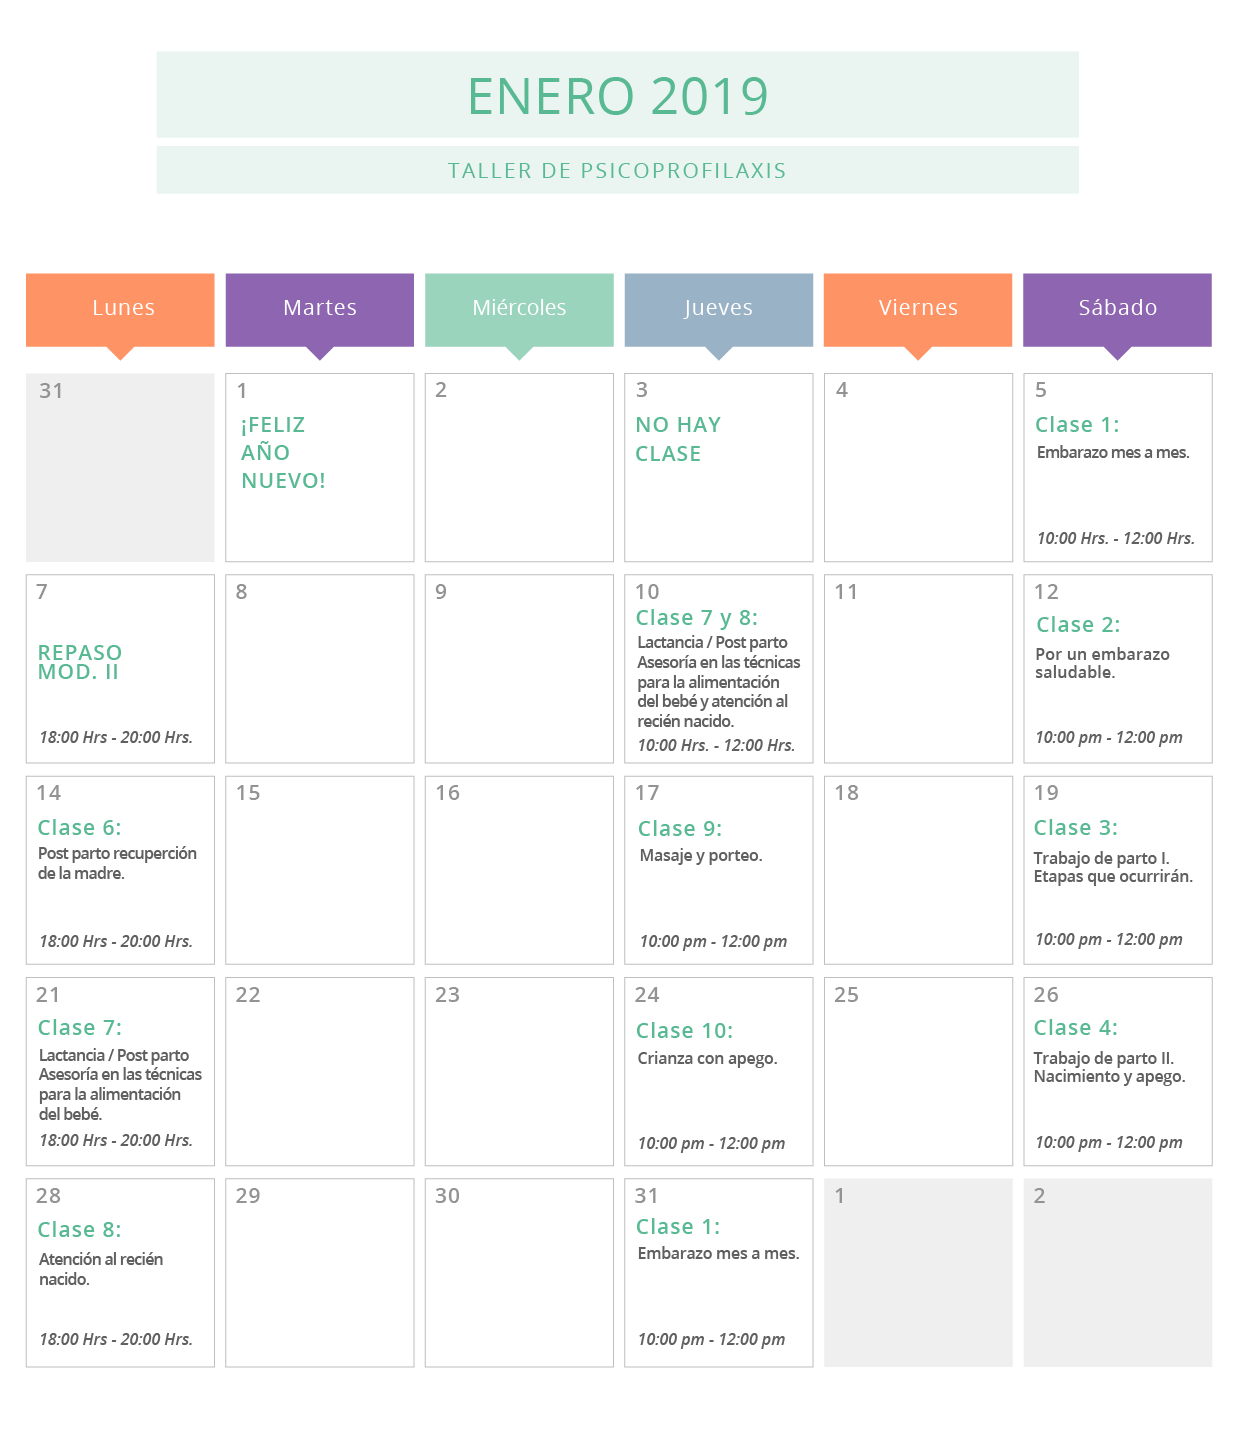 ENERO 2019
TALLER DE PSICOPROFILAXIS
Lunes
Martes
Miércoles
Jueves
Viernes
Sábado
31
1
¡FELIZ
AÑO
NUEVO!
2
3
NO HAY
CLASE
4
5
Clase 1:
Embarazo mes a mes.
10:00 Hrs. - 12:00 Hrs.
7
REPASO
MOD. II
18:00 Hrs - 20:00 Hrs.
8
9
10
Clase 7 y 8:
Lactancia / Post parto
Asesoría en las técnicas
para la alimentación
del bebé y atención al
recién nacido.
10:00 Hrs. - 12:00 Hrs.
11
12
Clase 2:
Por un embarazo
saludable.
10:00 pm - 12:00 pm
14
Clase 6:
Post parto recuperción
de la madre.
18:00 Hrs - 20:00 Hrs.
15
16
17
Clase 9:
Masaje y porteo.
10:00 pm - 12:00 pm
18
19
Clase 3:
Trabajo de parto I.
Etapas que ocurrirán.
10:00 pm - 12:00 pm
21
Clase 7:
Lactancia / Post parto
Asesoría en las técnicas
para la alimentación
del bebé.
18:00 Hrs - 20:00 Hrs.
22
23
24
Clase 10:
Crianza con apego.
10:00 pm - 12:00 pm
25
26
Clase 4:
Trabajo de parto II.
Nacimiento y apego.
10:00 pm - 12:00 pm
28
Clase 8:
Atención al recién
nacido.
18:00 Hrs - 20:00 Hrs.
29
30
31
Clase 1:
Embarazo mes a mes.
10:00 pm - 12:00 pm
1
2